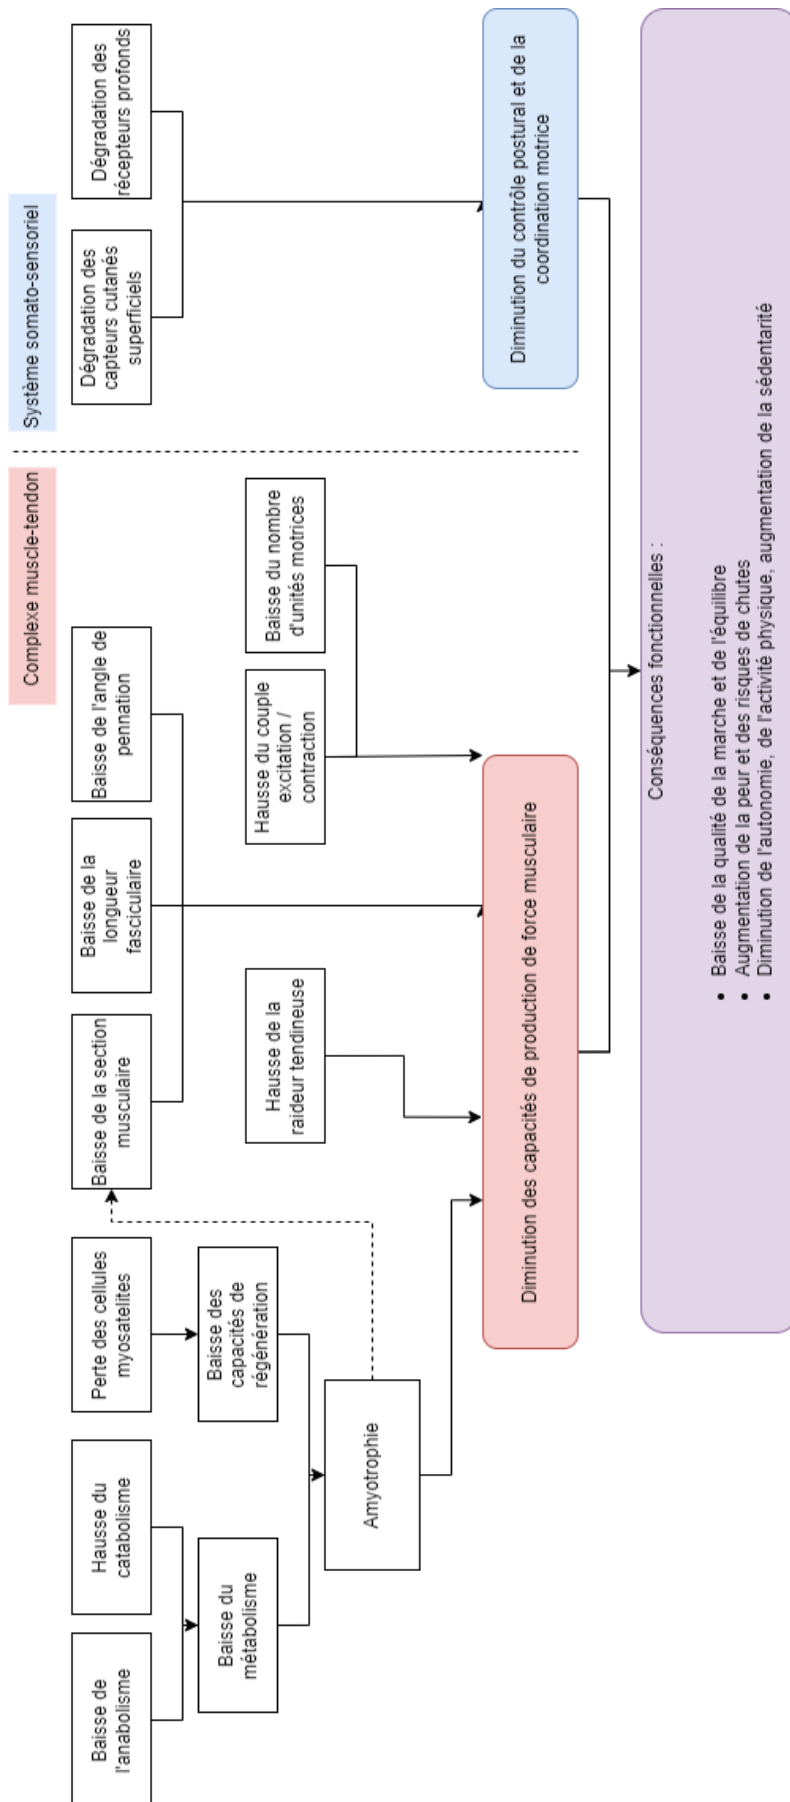 Complexe muscle-tendon
Système somato-sensoriel
Baisse de
l'anabolisme
Hausse du
catabolisme
Perte des cellules
myosatelites
Baisse de la section
musculaire
Baisse de la
longueur
fasciculaire
Baisse de l'angle de
pennation
Dégradation des
capteurs cutanés
superficiels
Dégradation des
récepteurs profonds
Baisse du
métabolisme
Baisse des
capacités de
régénération
Hausse de la
raideur tendineuse
Hausse du couple
excitation /
contraction
Baisse du nombre
d'unités motrices
Amyotrophie
Diminution des capacités de production de force musculaire
Diminution du contrôle postural et de la
coordination motrice
Conséquences fonctionnelles :
• Baisse de la qualité de la marche et de l'équilibre
• Augmentation de la peur et des risques de chutes
• Diminution de l'autonomie, de l'activité physique, augmentation de la sédentarité